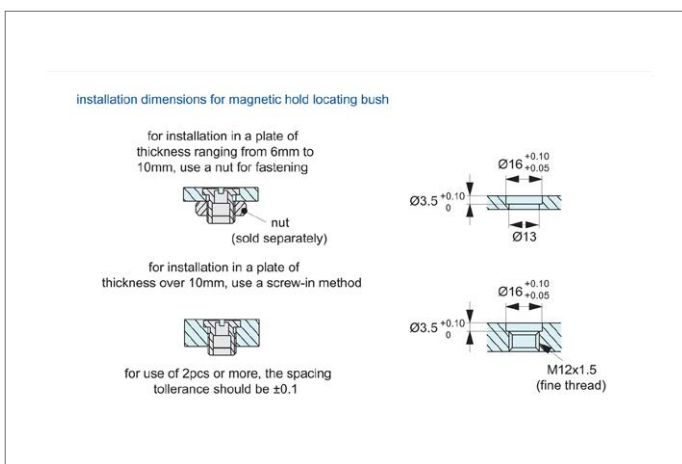 installation dimensions for magnetic hold locating bush
for installation in a plate of
thickness ranging from 6mm to
10mm, use a nut for fastening
nut
(sold separately)
Ø16 +0.10
+0.05
Ø3.5 +0.10
0
Ø13
for installation in a plate of
thickness over 10mm, use a screw-in method
for use of 2pcs or more, the spacing
tollerance should be ±0.1
Ø16 +0.10
+0.05
Ø3.5 +0.10
0
M12x1.5
(fine thread)